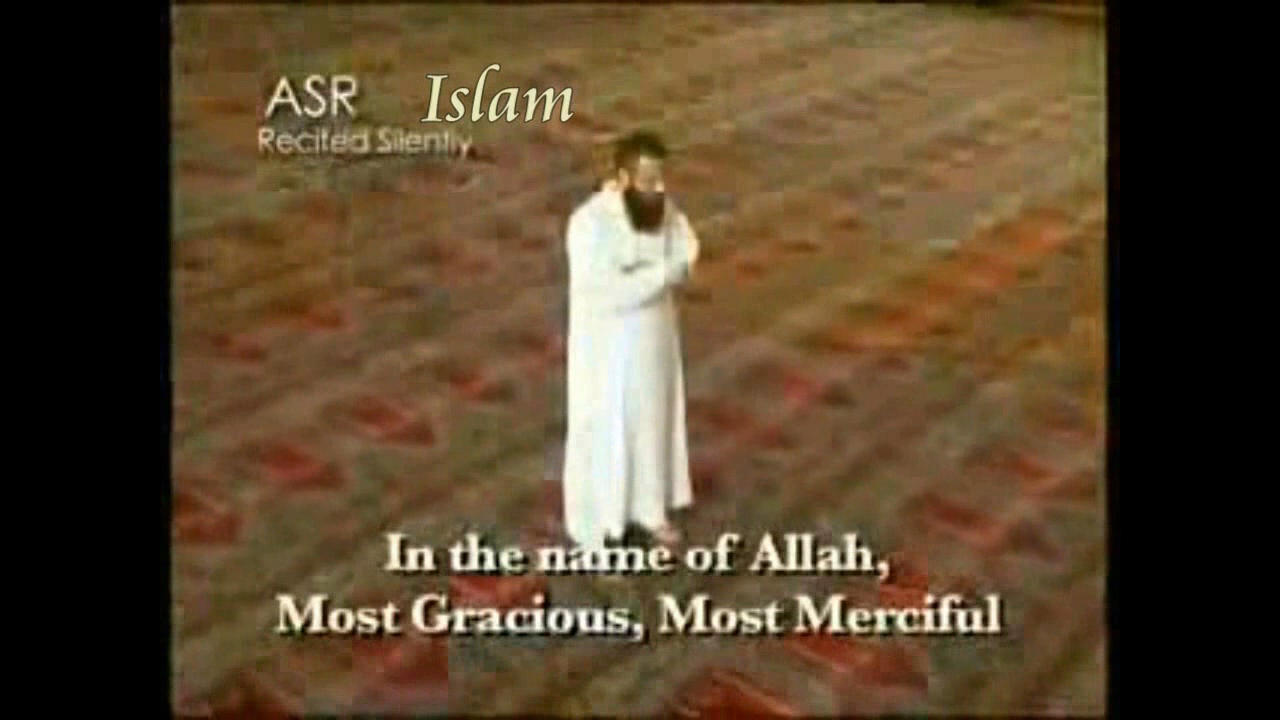 ASR Islam
Recited Silently
In the name of Allah,
Most Gracious, Most Merciful